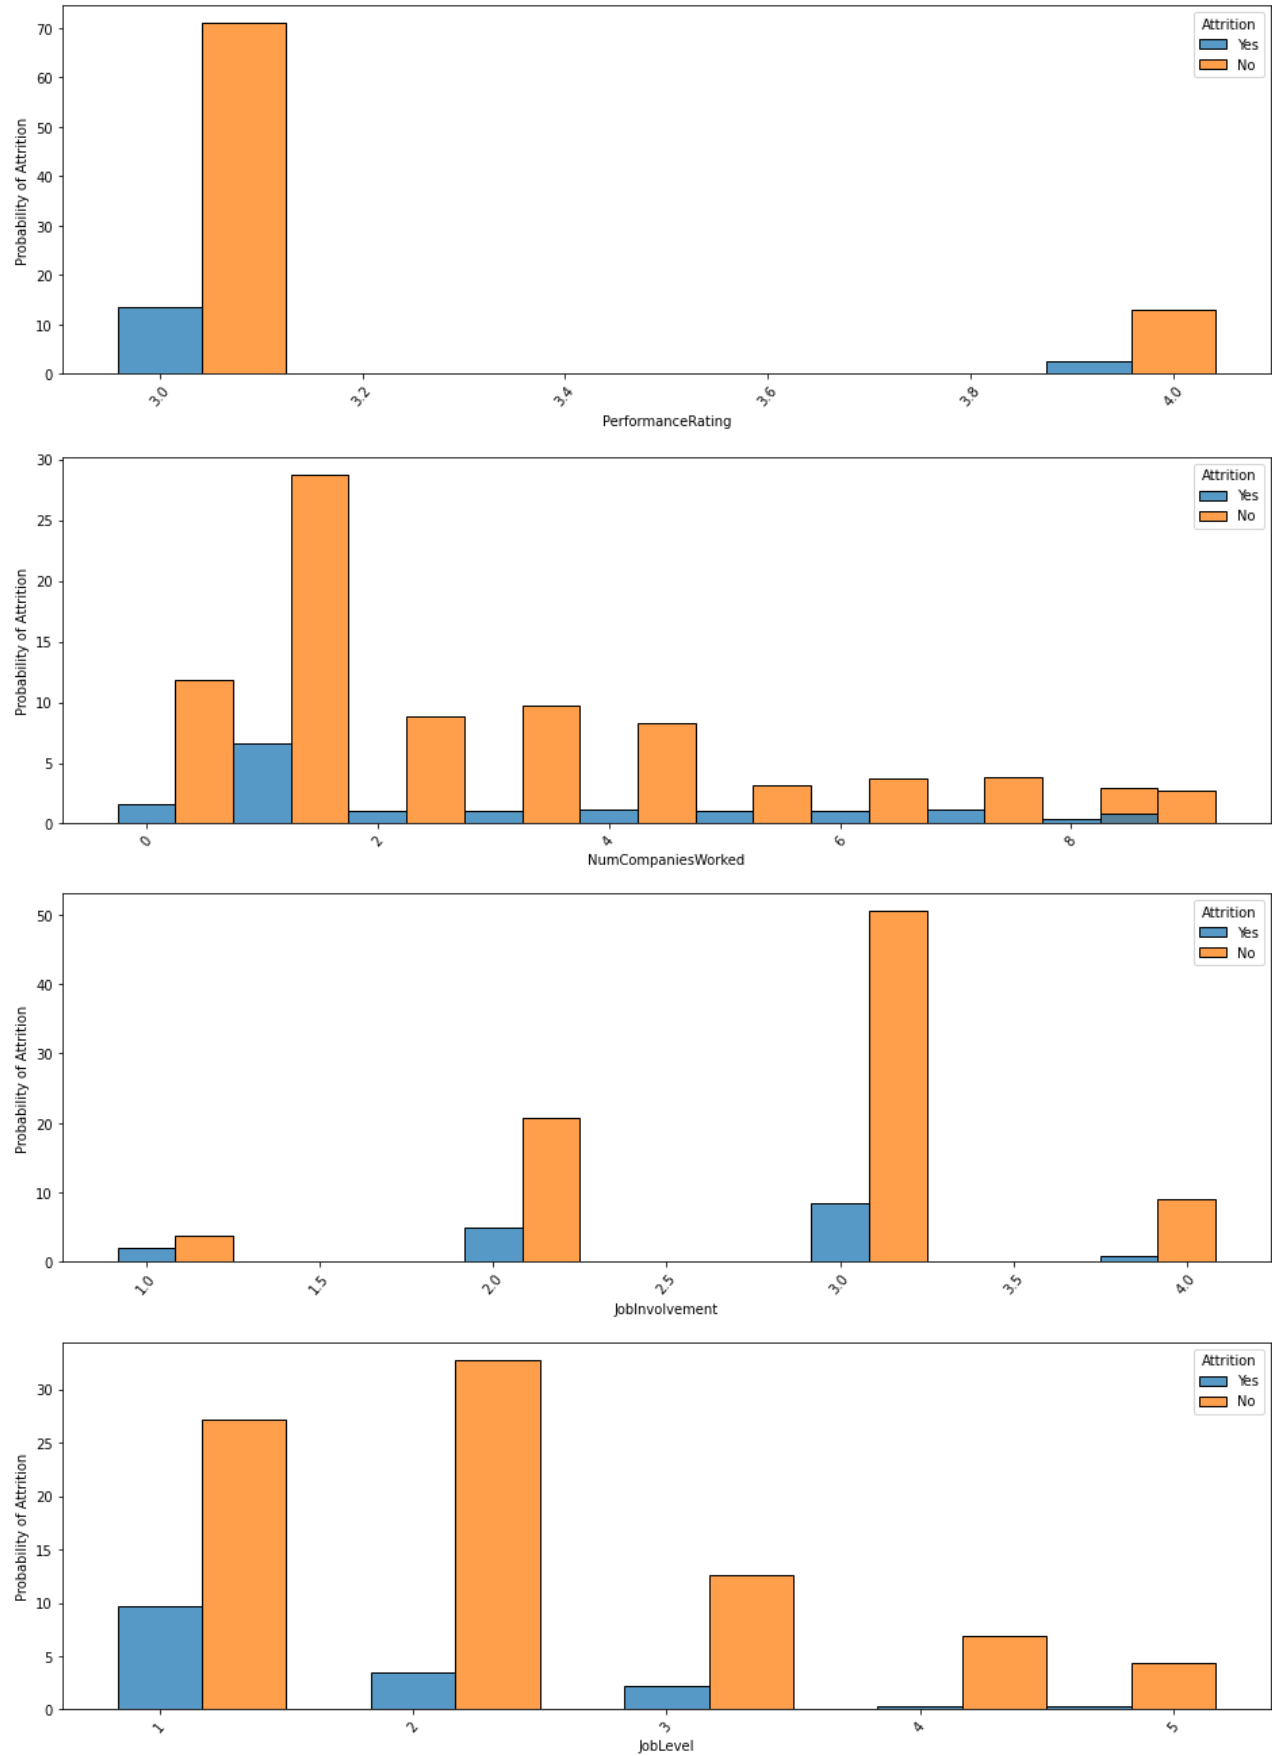 70
60
50
40
30
20
10
0
Probability of Attrition
Attrition
Yes
No
3.0 3.2 3.4 3.6 3.8 4.0
PerformanceRating
30
25
20
15
10
5
0
Probability of Attrition
Attrition
Yes
No
0 2 4 6 8
NumCompaniesWorked
50
40
30
20
10
0
Probability of Attrition
Attrition
Yes
No
1.0 1.5 2.0 2.5 3.0 3.5 4.0
JobInvolvement
30
25
20
15
10
5
0
Probability of Attrition
Attrition
Yes
No
1 2 3 4 5
JobLevel